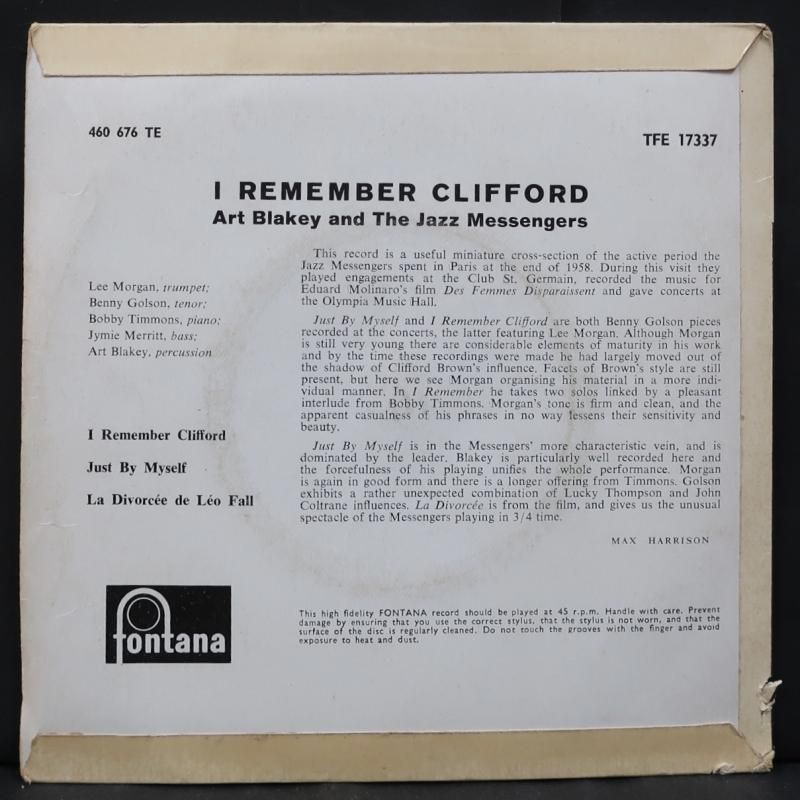 460 676 TE
TFE 17337
I REMEMBER CLIFFORD
Art Blakey and The Jazz Messengers
Lee Morgan, trumpet;
Benny Golson, tenor;
Bobby Timmons, piano;
Jymie Merritt, bass;
Art Blakey, percussion
I Remember Clifford
Just By Myself
La Divorcée de Léo Fall
This record is a useful miniature cross-section of the active period the
Jazz Messengers spent in Paris at the end of 1958. During this visit they
played engagements at the Club St. Germain, recorded the music for
Eduard Molinaro's film Des Femmes Disparaissent and gave concerts at
the Olympia Music Hall.
Just By Myself and I Remember Clifford are both Benny Golson pieces
recorded at the concerts, the latter featuring Lee Morgan. Although Morgan
is still very young there are considerable elements of maturity in his work
and by the time these recordings were made he had largely moved out of
the shadow of Clifford Brown's influence. Facets of Brown's style are still
present, but here we see Morgan organising his material in a more indi-
vidual manner. In I Remember he takes two solos linked by a pleasant
interlude from Bobby Timmons. Morgan's tone is firm and clean, and the
apparent casualness of his phrases in no way lessens their sensitivity and
beauty.
Just By Myself is in the Messengers' more characteristic vein, and is
dominated by the leader. Blakey is particularly well recorded here and
the forcefulness of his playing unifies the whole performance. Morgan
is again in good form and there is a longer offering from Timmons. Golson
exhibits a rather unexpected combination of Lucky Thompson and John
Coltrane influences. La Divorcée is from the film, and gives us the unusual
spectacle of the Messengers playing in 3/4 time.
MAX HARRISON
fontana
This high fidelity FONTANA record should be played at 45 r.p.m. Handle with care. Prevent
damage by ensuring that you use the correct stylus, that the stylus is not worn, and that the
surface of the disc is regularly cleaned. Do not touch the grooves with the finger and avoid
exposure to heat and dust.